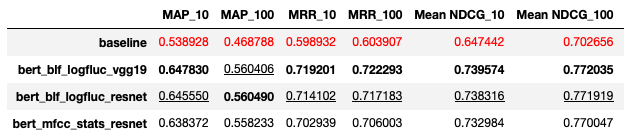 MAP_10 MAP_100 MRR_10 MRR_100 Mean NDCG_10 Mean NDCG_100
baseline 0.538928 0.468788 0.598932 0.603907 0.647442 0.702656
bert_blf_logfluc_vgg19 0.647830 0.560406 0.719201 0.722293 0.739574 0.772035
bert_blf_logfluc_resnet 0.645550 0.560490 0.714102 0.717183 0.738316 0.771919
bert_mfcc_stats_resnet 0.638372 0.558233 0.702939 0.706003 0.732984 0.770047